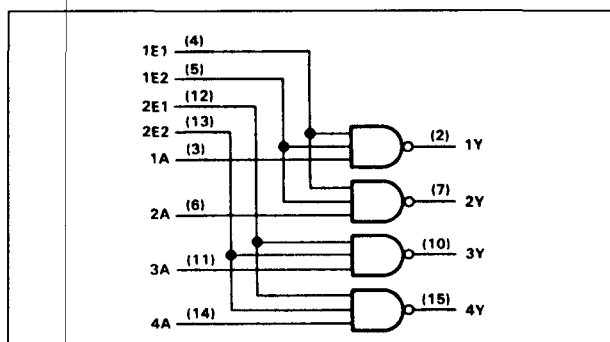 1E1 (4)
1E2 (5)
2E1 (12)
2E2 (13)
1A (3)
(2) 1Y
2A (6)
(7) 2Y
3A (11)
(10) 3Y
4A (14)
(15) 4Y